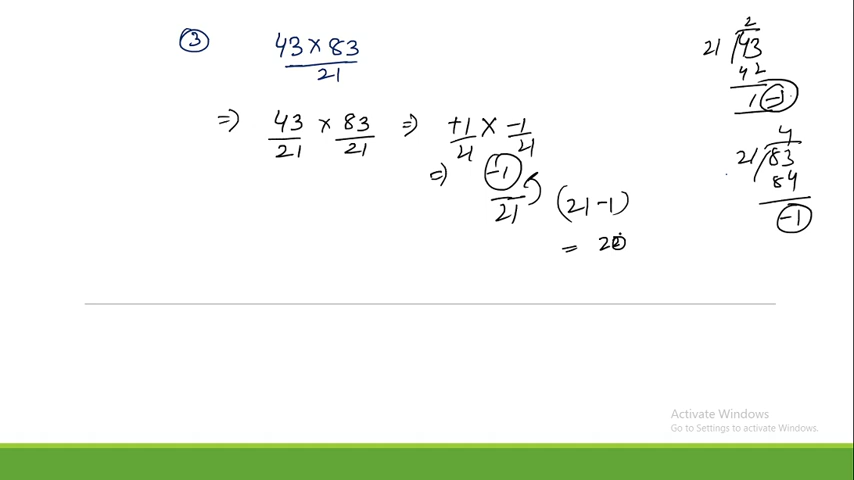 ③ 43 × 83
21
⇒ 43/21 × 83/21 ⇒ +1/21 × -1/21
⇒ -1/21 (21 - 1)
=
2
21 43
42
1 -1
4
21 83
84
-1
Activate Windows
Go to Settings to activate Windows.